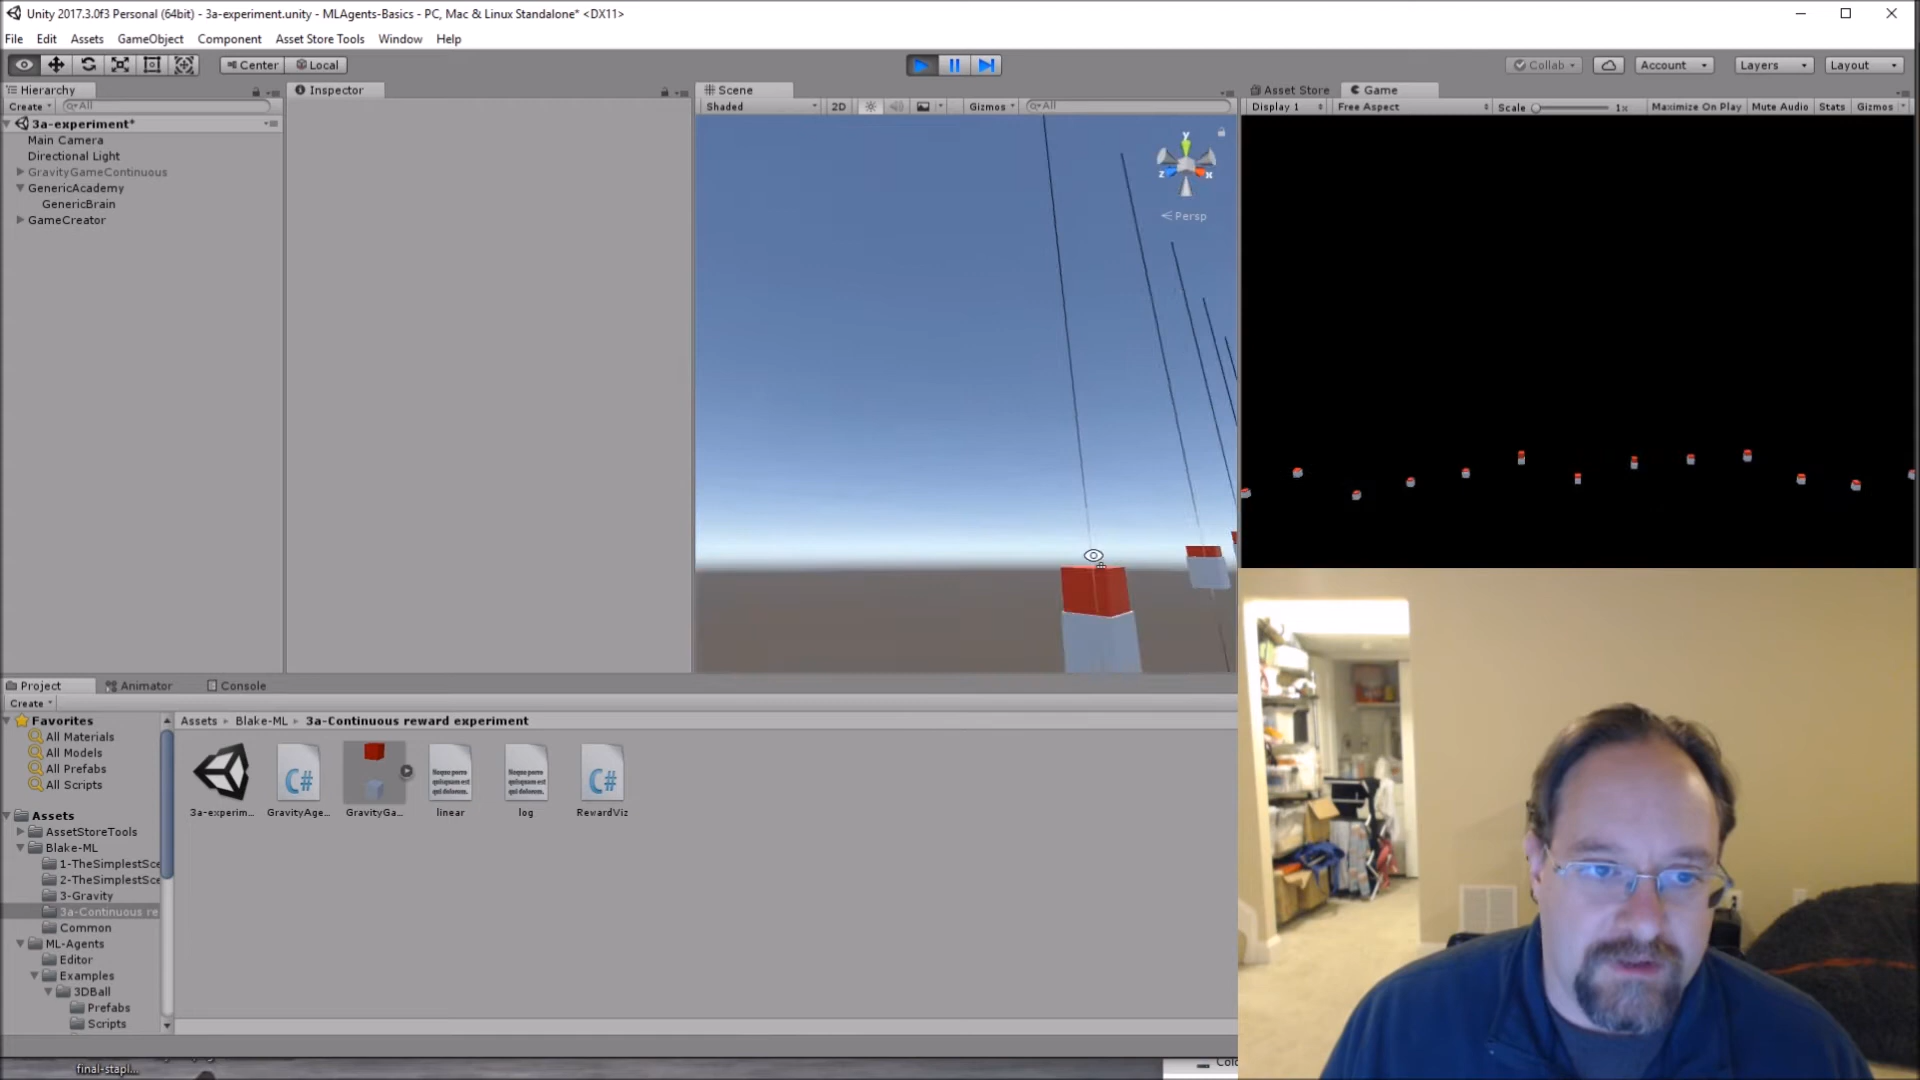 Unity 2017.3.0f3 Personal (64bit) - 3a-experiment.unity - MLAgents-Basics - PC, Mac & Linux Standalone* <DX11>
File Edit Assets GameObject Component Asset Store Tools Window Help
Center Local Collab Account Layers Layout
Hierarchy
Create All
3a-experiment*
Main Camera
Directional Light
GravityGameContinuous
GenericAcademy
GenericBrain
GameCreator
Inspector
Scene
Shaded 2D Gizmos All
y
z x
Persp
Asset Store Game
Display 1 Free Aspect Scale 1x Maximize On Play Mute Audio Stats Gizmos
Project Animator Console
Create
Favorites
All Materials
All Models
All Prefabs
All Scripts
Assets
AssetStoreTools
Blake-ML
1-TheSimplestSce
2-TheSimplestSce
3-Gravity
3a-Continuous re
Common
ML-Agents
Editor
Examples
3DBall
Prefabs
Scripts
Assets Blake-ML 3a-Continuous reward experiment
C# C#
3a-experim... GravityAge... GravityGa... linear log RewardViz
final-stapl...